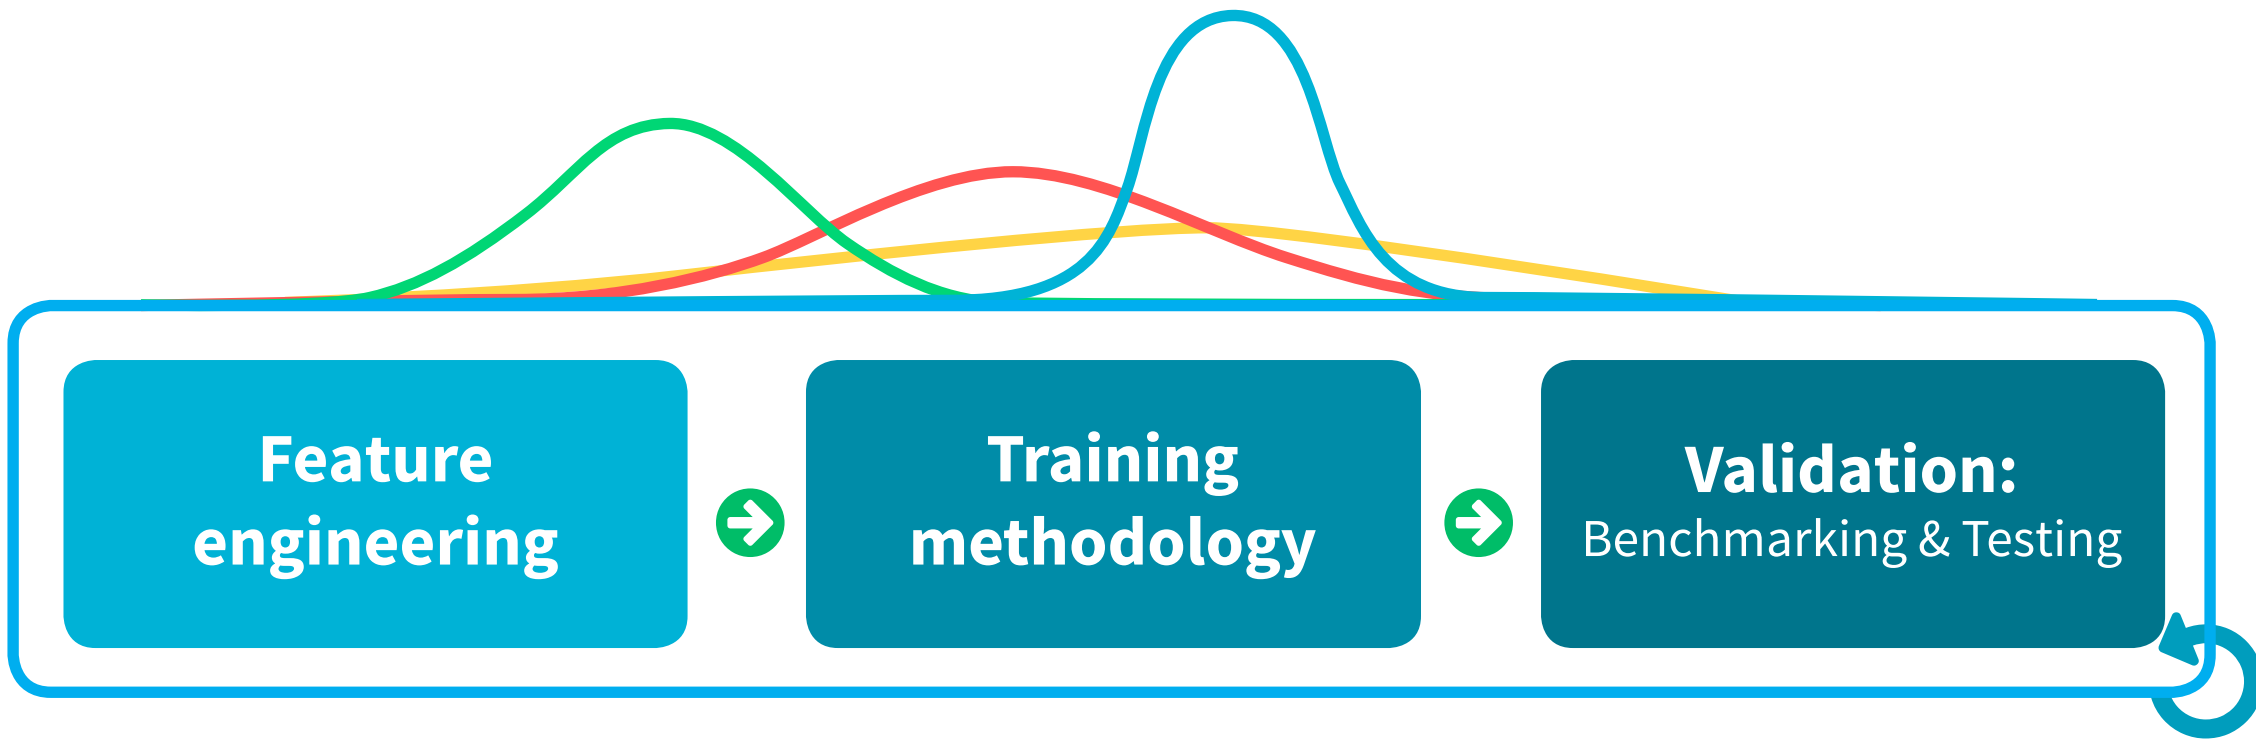 Feature
engineering
Training
methodology
Validation:
Benchmarking & Testing